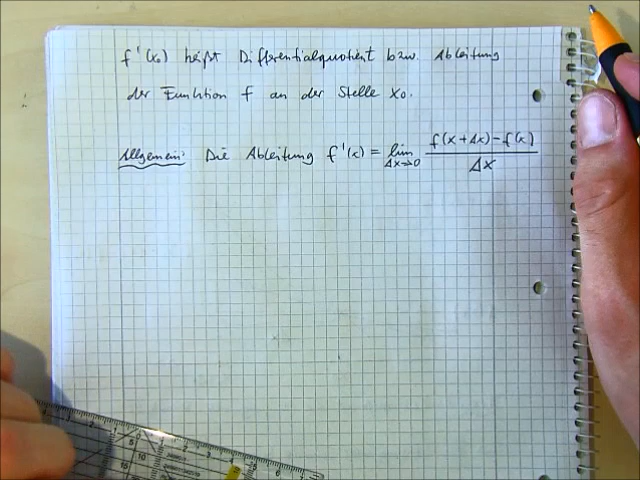 f'(x₀) heißt Differentialquotient bzw. Ableitung
der Funktion f an der Stelle x₀.
Allgemein: Die Ableitung f'(x) = lim Δx→0 (f(x+Δx)-f(x))/Δx